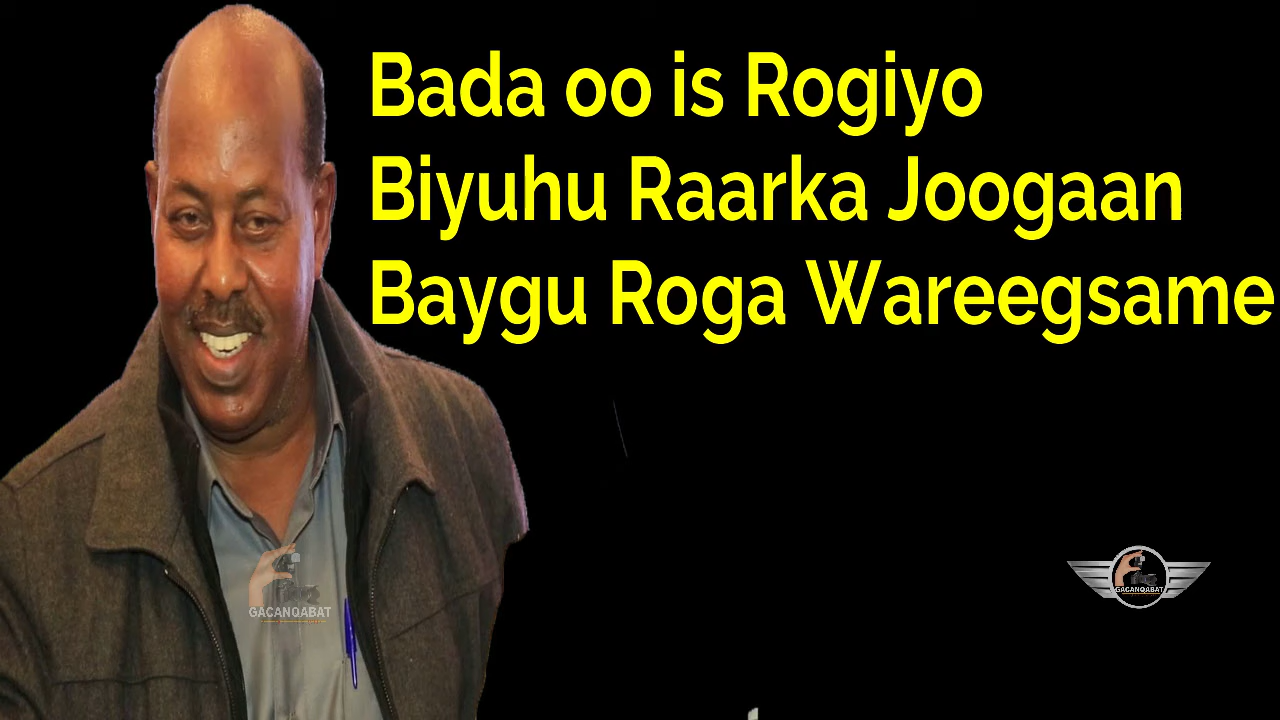 Bada oo is Rogiyo
Biyuhu Raarka Joogaan
Baygu Roga Wareegsame
GACANQABAT
GACANQABAT